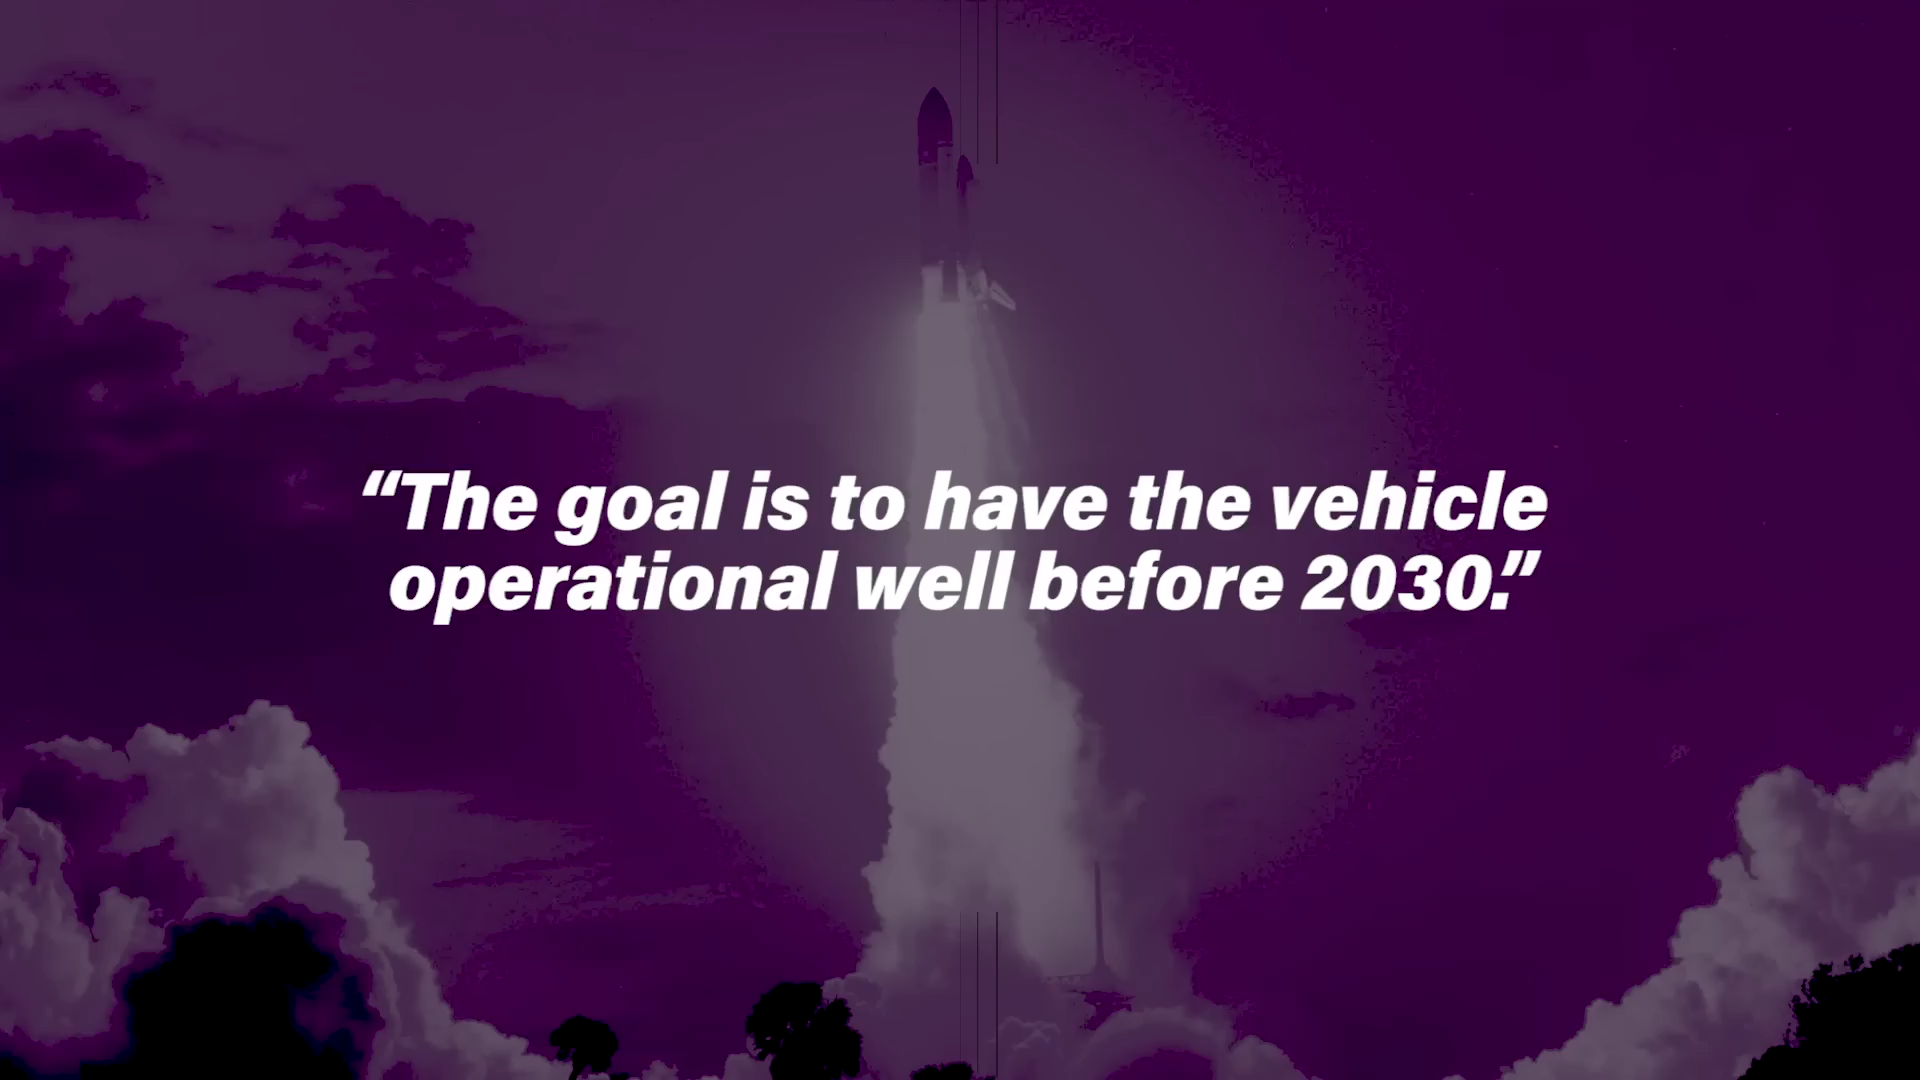 “The goal is to have the vehicle
operational well before 2030.”